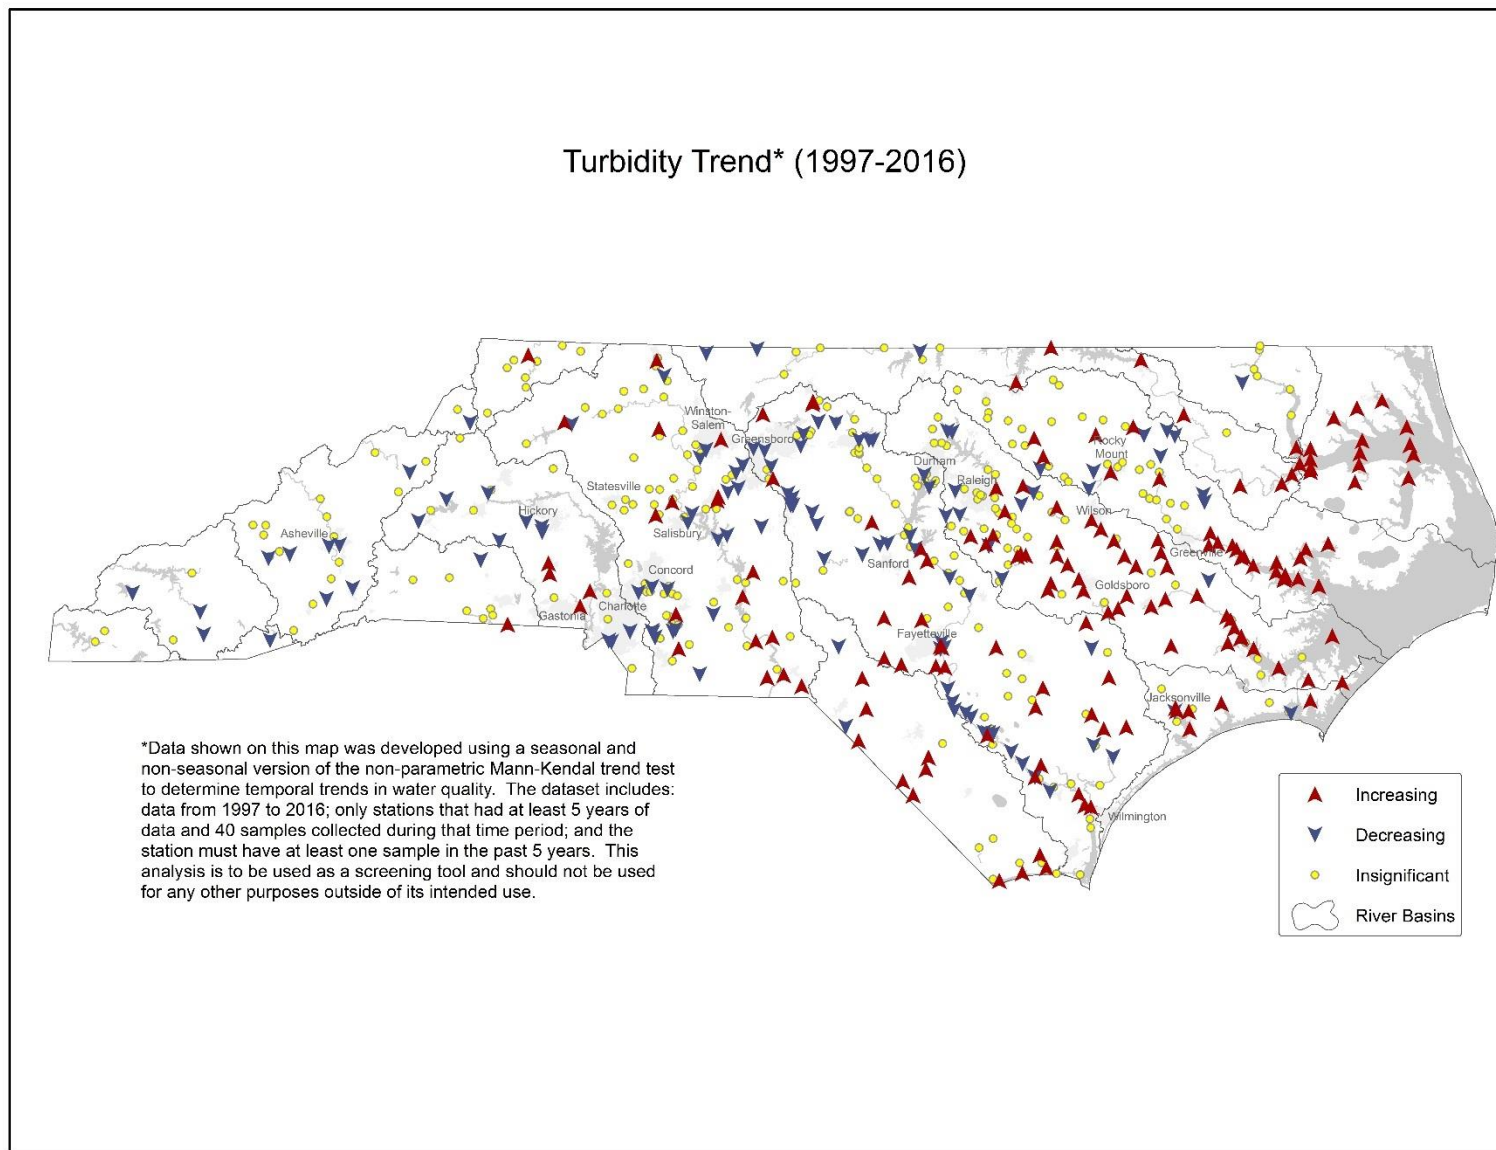 Turbidity Trend* (1997-2016)
Winston-
Salem
Greensboro
Durham
Rocky
Mount
Raleigh
Statesville
Hickory
Wilson
Salisbury
Asheville
Greenville
Sanford
Concord
Goldsboro
Charlotte
Gastonia
Fayetteville
Jacksonville
Wilmington
*Data shown on this map was developed using a seasonal and
non-seasonal version of the non-parametric Mann-Kendal trend test
to determine temporal trends in water quality.  The dataset includes:
data from 1997 to 2016; only stations that had at least 5 years of
data and 40 samples collected during that time period; and the
station must have at least one sample in the past 5 years.  This
analysis is to be used as a screening tool and should not be used
for any other purposes outside of its intended use.
Increasing
Decreasing
Insignificant
River Basins